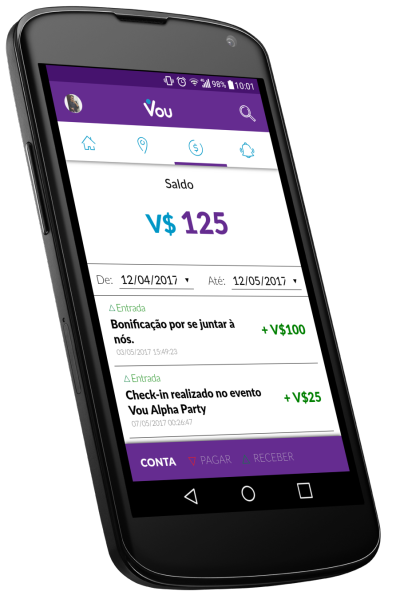 98% 10:01
Vou
$
Saldo
V$ 125
De: 12/04/2017 Até: 12/05/2017
Entrada
Bonificação por se juntar à
nós.
+ V$100
03/05/2017 15:49:23
Entrada
Check-in realizado no evento
Vou Alpha Party
+ V$25
07/05/2017 00:26:47
CONTA PAGAR RECEBER